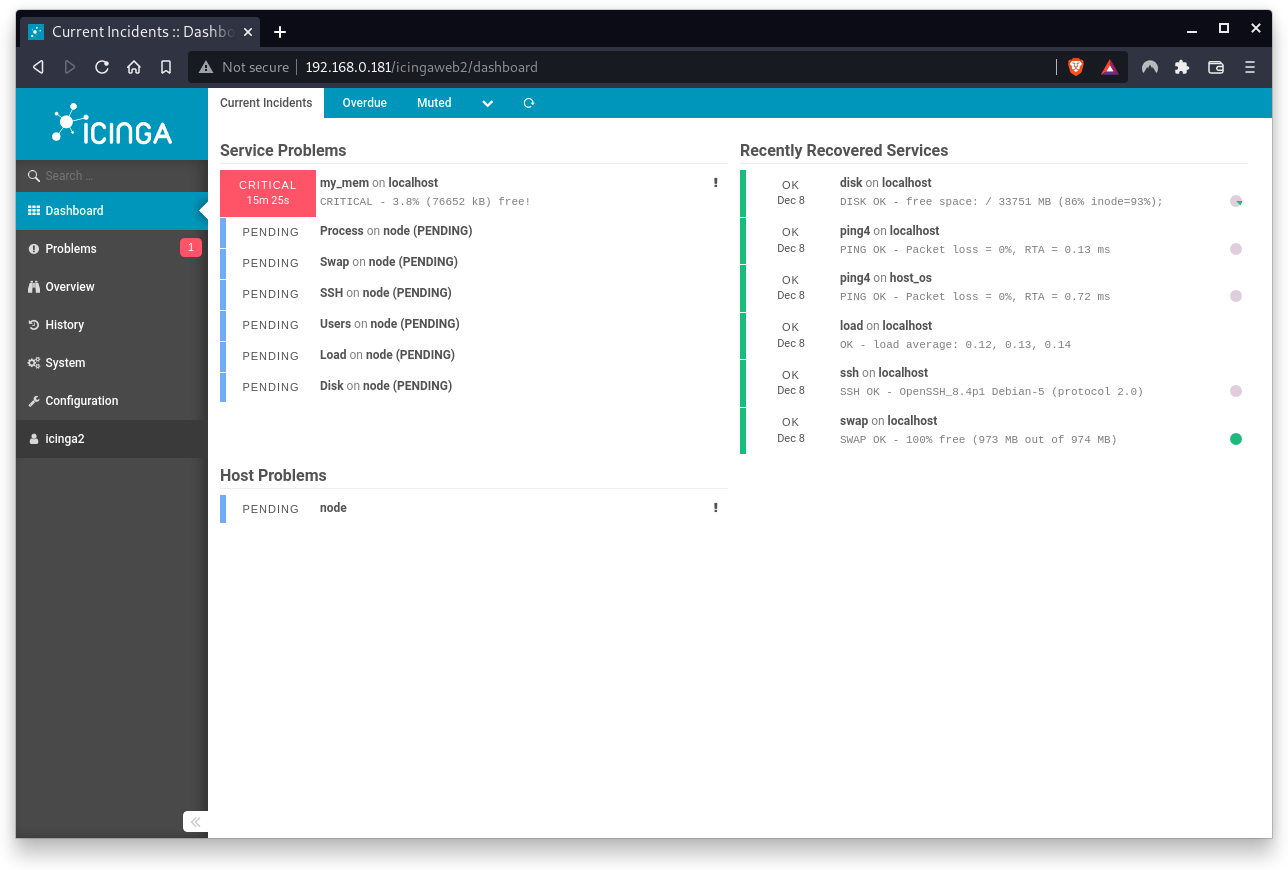 Current Incidents :: Dashbo
Not secure
192.168.0.181/icingaweb2/dashboard
ICINGA
Search ...
Dashboard
Problems
1
Overview
History
System
Configuration
icinga2
Current Incidents
Overdue
Muted
Service Problems
CRITICAL
15m 25s
my_mem on localhost
CRITICAL - 3.8% (76652 kB) free!
PENDING
Process on node (PENDING)
PENDING
Swap on node (PENDING)
PENDING
SSH on node (PENDING)
PENDING
Users on node (PENDING)
PENDING
Load on node (PENDING)
PENDING
Disk on node (PENDING)
Host Problems
PENDING
node
Recently Recovered Services
OK
Dec 8
disk on localhost
DISK OK - free space: / 33751 MB (86% inode=93%);
OK
Dec 8
ping4 on localhost
PING OK - Packet loss = 0%, RTA = 0.13 ms
OK
Dec 8
ping4 on host_os
PING OK - Packet loss = 0%, RTA = 0.72 ms
OK
Dec 8
load on localhost
OK - load average: 0.12, 0.13, 0.14
OK
Dec 8
ssh on localhost
SSH OK - OpenSSH_8.4p1 Debian-5 (protocol 2.0)
OK
Dec 8
swap on localhost
SWAP OK - 100% free (973 MB out of 974 MB)